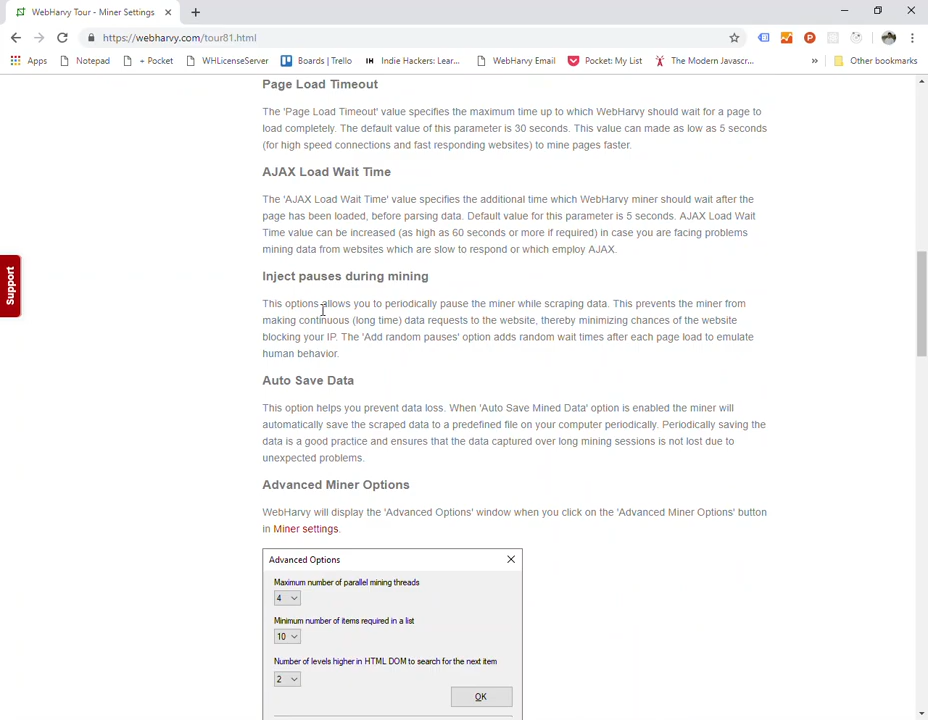 WebHarvy Tour - Miner Settings
https://webharvy.com/tour81.html
Apps Notepad + Pocket WHLicenseServer Boards | Trello Indie Hackers: Lear... WebHarvy Email Pocket: My List The Modern Javascr... » Other bookmarks
Page Load Timeout
The 'Page Load Timeout' value specifies the maximum time up to which WebHarvy should wait for a page to
load completely. The default value of this parameter is 30 seconds. This value can made as low as 5 seconds
(for high speed connections and fast responding websites) to mine pages faster.
AJAX Load Wait Time
The 'AJAX Load Wait Time' value specifies the additional time which WebHarvy miner should wait after the
page has been loaded, before parsing data. Default value for this parameter is 5 seconds. AJAX Load Wait
Time value can be increased (as high as 60 seconds or more if required) in case you are facing problems
mining data from websites which are slow to respond or which employ AJAX.
Support
Inject pauses during mining
This options allows you to periodically pause the miner while scraping data. This prevents the miner from
making continuous (long time) data requests to the website, thereby minimizing chances of the website
blocking your IP. The 'Add random pauses' option adds random wait times after each page load to emulate
human behavior.
Auto Save Data
This option helps you prevent data loss. When 'Auto Save Mined Data' option is enabled the miner will
automatically save the scraped data to a predefined file on your computer periodically. Periodically saving the
data is a good practice and ensures that the data captured over long mining sessions is not lost due to
unexpected problems.
Advanced Miner Options
WebHarvy will display the 'Advanced Options' window when you click on the 'Advanced Miner Options' button
in Miner settings.
Advanced Options
Maximum number of parallel mining threads
4
Minimum number of items required in a list
10
Number of levels higher in HTML DOM to search for the next item
2
OK